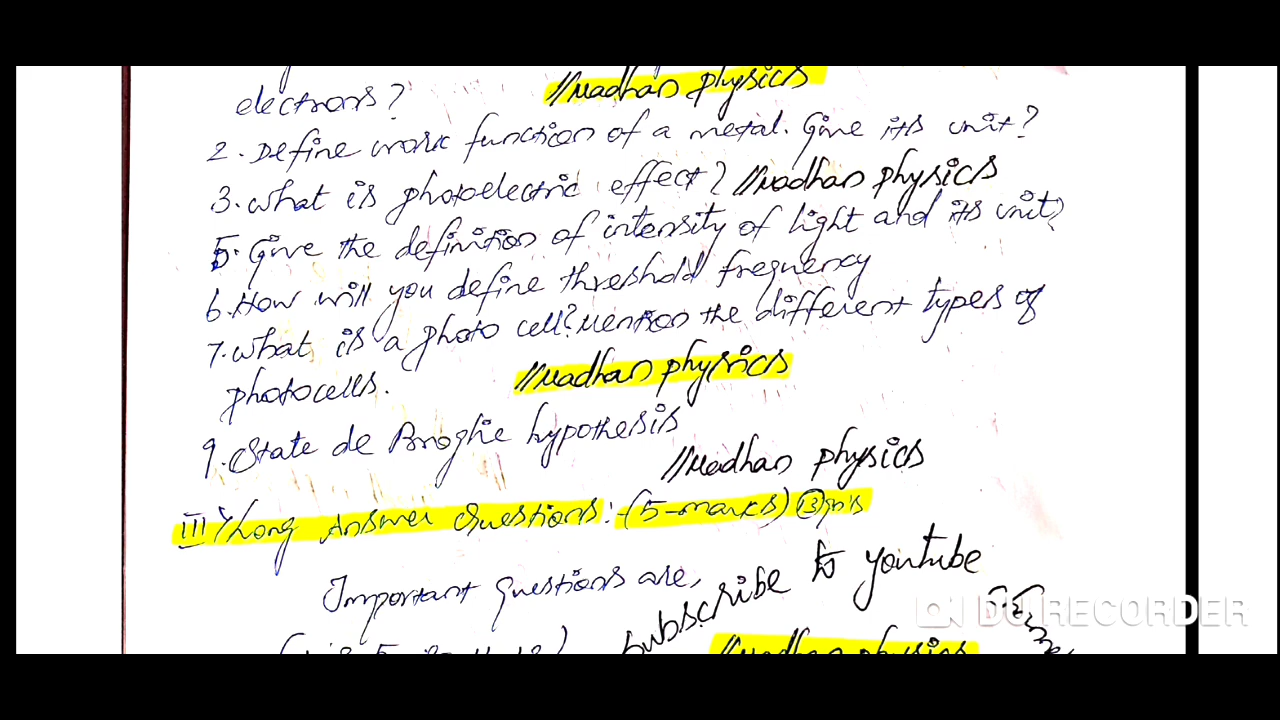 electrons? //Madhan physics
2. Define work function of a metal. Give its unit?
3. What is photoelectric effect? //Madhan physics
5. Give the definition of intensity of light and its unit?
6. How will you define threshold frequency
7. What is a photo cell? Mention the different types of
photocells. //Madhan physics
9. State de Broglie hypothesis
//Madhan physics
III Long Answer Questions:-(5-marks)
Important questions are,
Subscribe to youtube
DU RECORDER
//Madhan physics